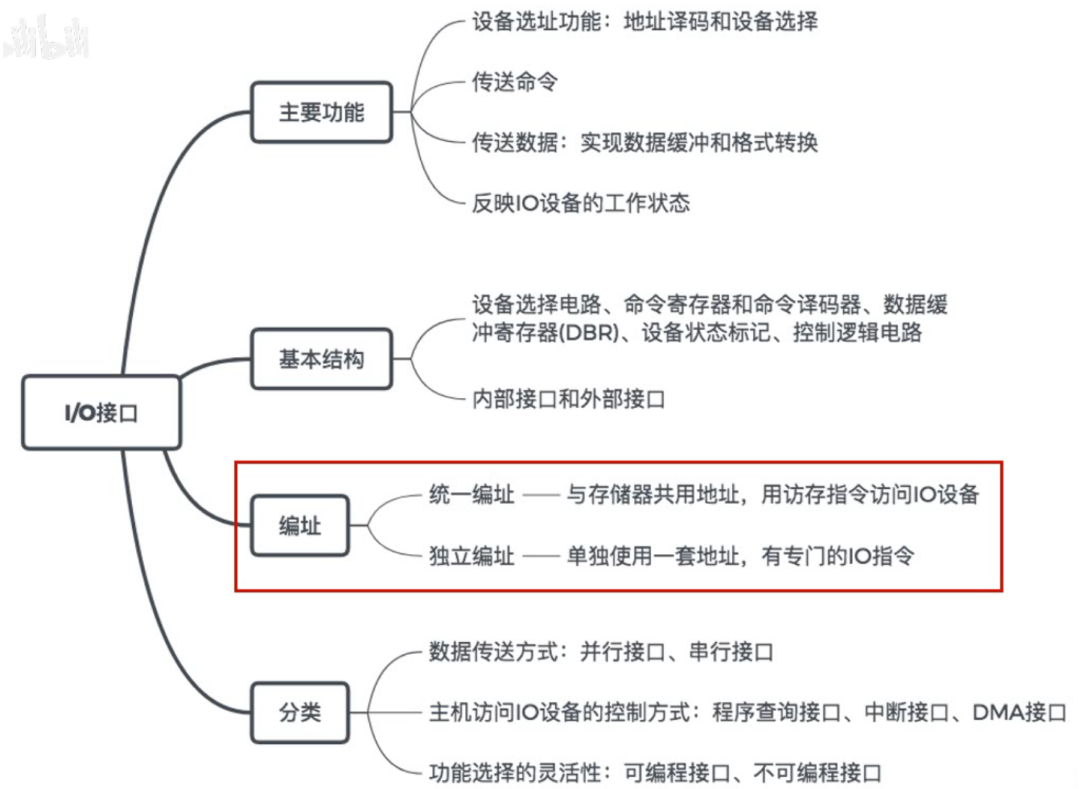 设备选址功能：地址译码和设备选择
传送命令
主要功能
传送数据：实现数据缓冲和格式转换
反映IO设备的工作状态
设备选择电路、命令寄存器和命令译码器、数据缓
冲寄存器(DBR)、设备状态标记、控制逻辑电路
基本结构
内部接口和外部接口
I/O接口
统一编址
与存储器共用地址，用访存指令访问IO设备
编址
独立编址
单独使用一套地址，有专门的IO指令
数据传送方式：并行接口、串行接口
分类
主机访问IO设备的控制方式：程序查询接口、中断接口、DMA接口
功能选择的灵活性：可编程接口、不可编程接口